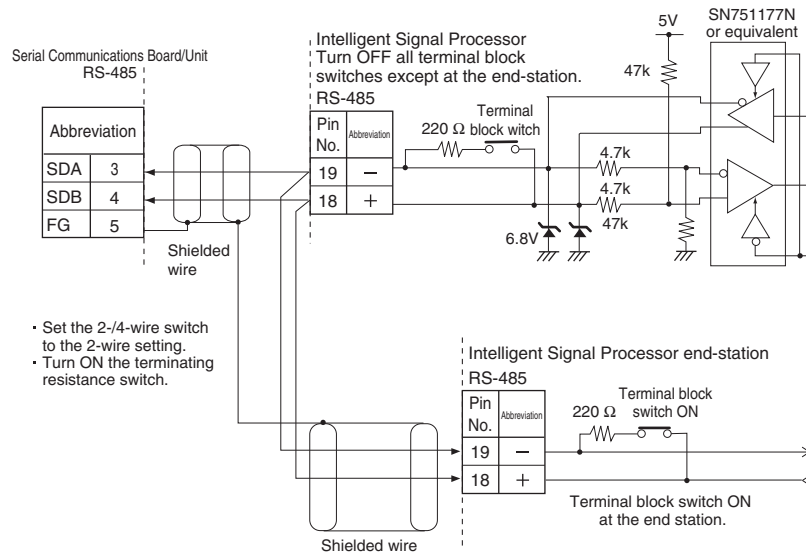 Serial Communications Board/Unit
RS-485
Abbreviation
SDA 3
SDB 4
FG 5
Shielded
wire
Intelligent Signal Processor
Turn OFF all terminal block
switches except at the end-station.
RS-485
Pin
No.
Abbreviation
19 −
18 +
Terminal
block witch
220 Ω
5V
47k
SN751177N
or equivalent
4.7k
4.7k
47k
6.8V
· Set the 2-/4-wire switch
to the 2-wire setting.
· Turn ON the terminating
resistance switch.
Intelligent Signal Processor end-station
RS-485
Pin
No.
Abbreviation
19 −
18 +
Terminal block
switch ON
220 Ω
Terminal block switch ON
at the end station.
Shielded wire